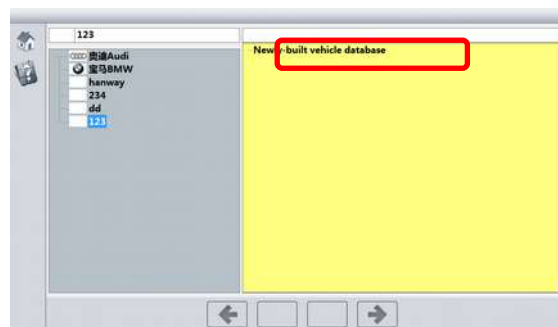 123
奥迪Audi
宝马BMW
hanway
234
dd
123
Newly-built vehicle database